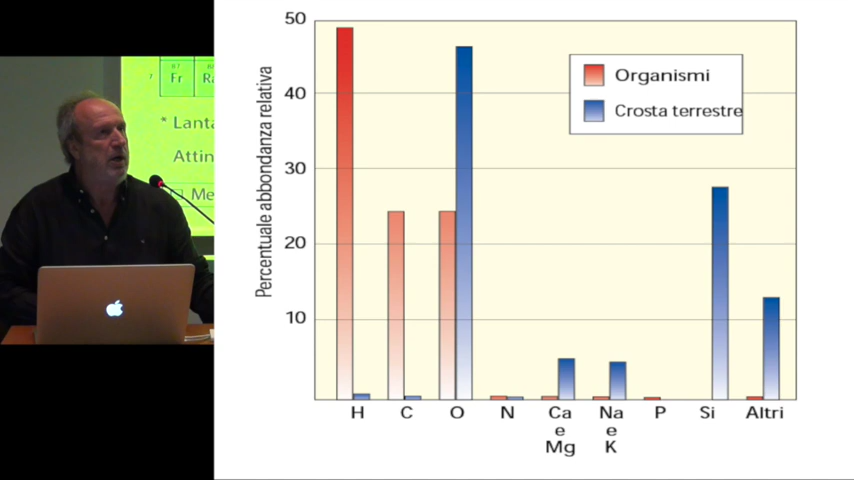 Fr
* Lanta
Attin
Me
Percentuale abbondanza relativa
50
40
30
20
10
Organismi
Crosta terrestre
H C O N Ca e Mg Na e K P Si Altri